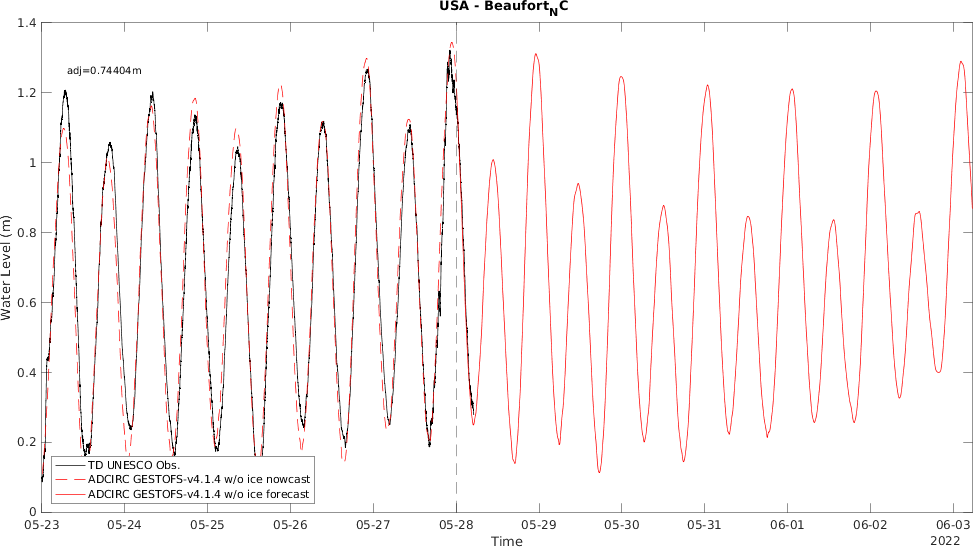 USA - Beaufort_NC
1.4
adj=0.74404m
1.2
1
0.8
Water Level (m)
0.6
0.4
0.2
0
TD UNESCO Obs.
ADCIRC GESTOFS-v4.1.4 w/o ice nowcast
ADCIRC GESTOFS-v4.1.4 w/o ice forecast
05-23 05-24 05-25 05-26 05-27 05-28 05-29 05-30 05-31 06-01 06-02 06-03
Time 2022